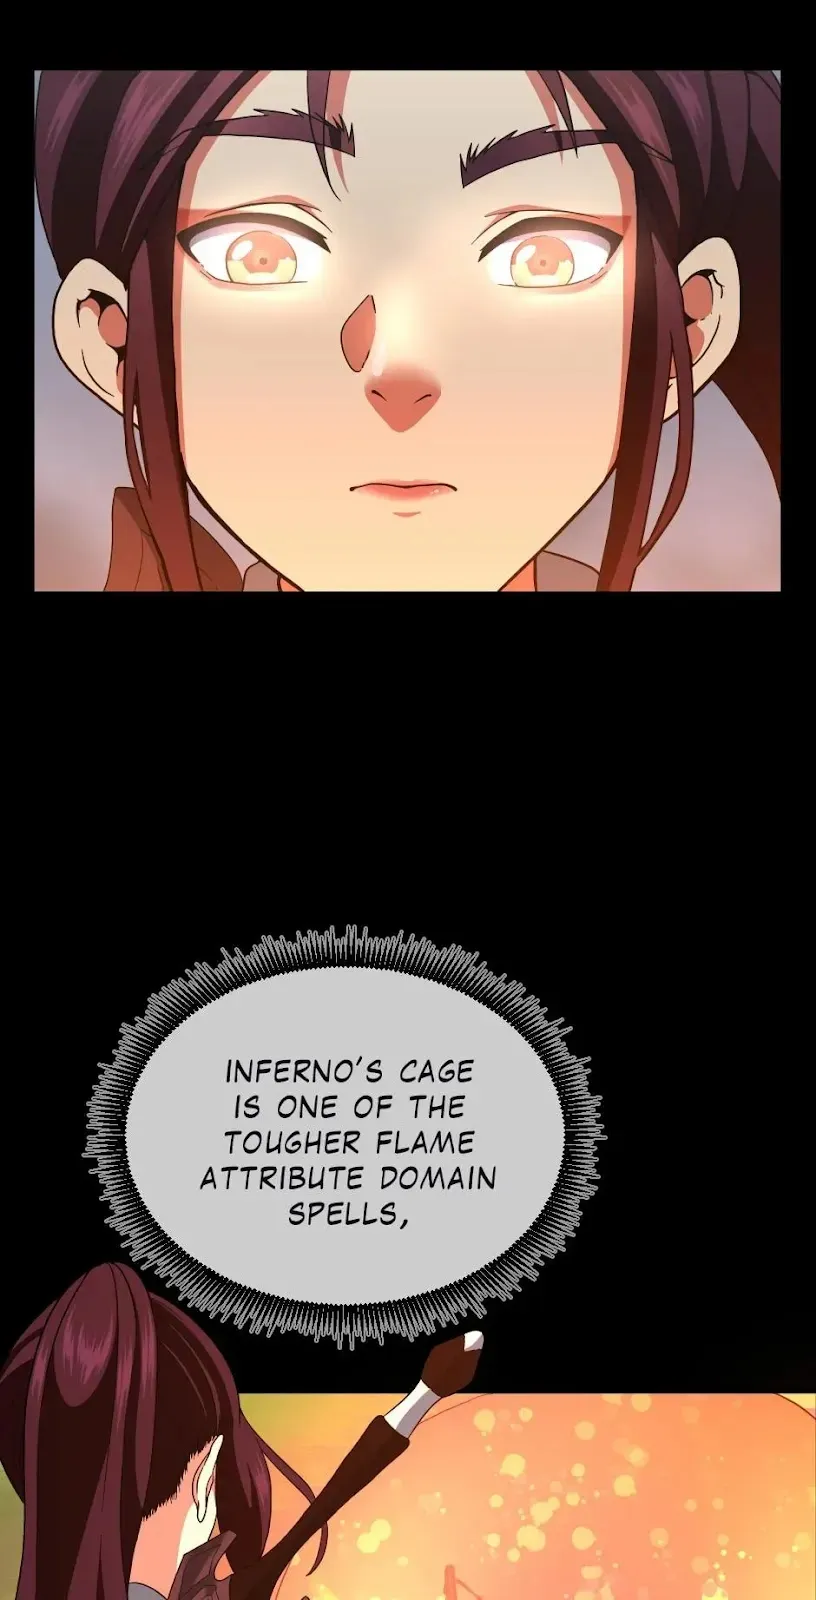 INFERNO'S CAGE
IS ONE OF THE
TOUGHER FLAME
ATTRIBUTE DOMAIN
SPELLS,